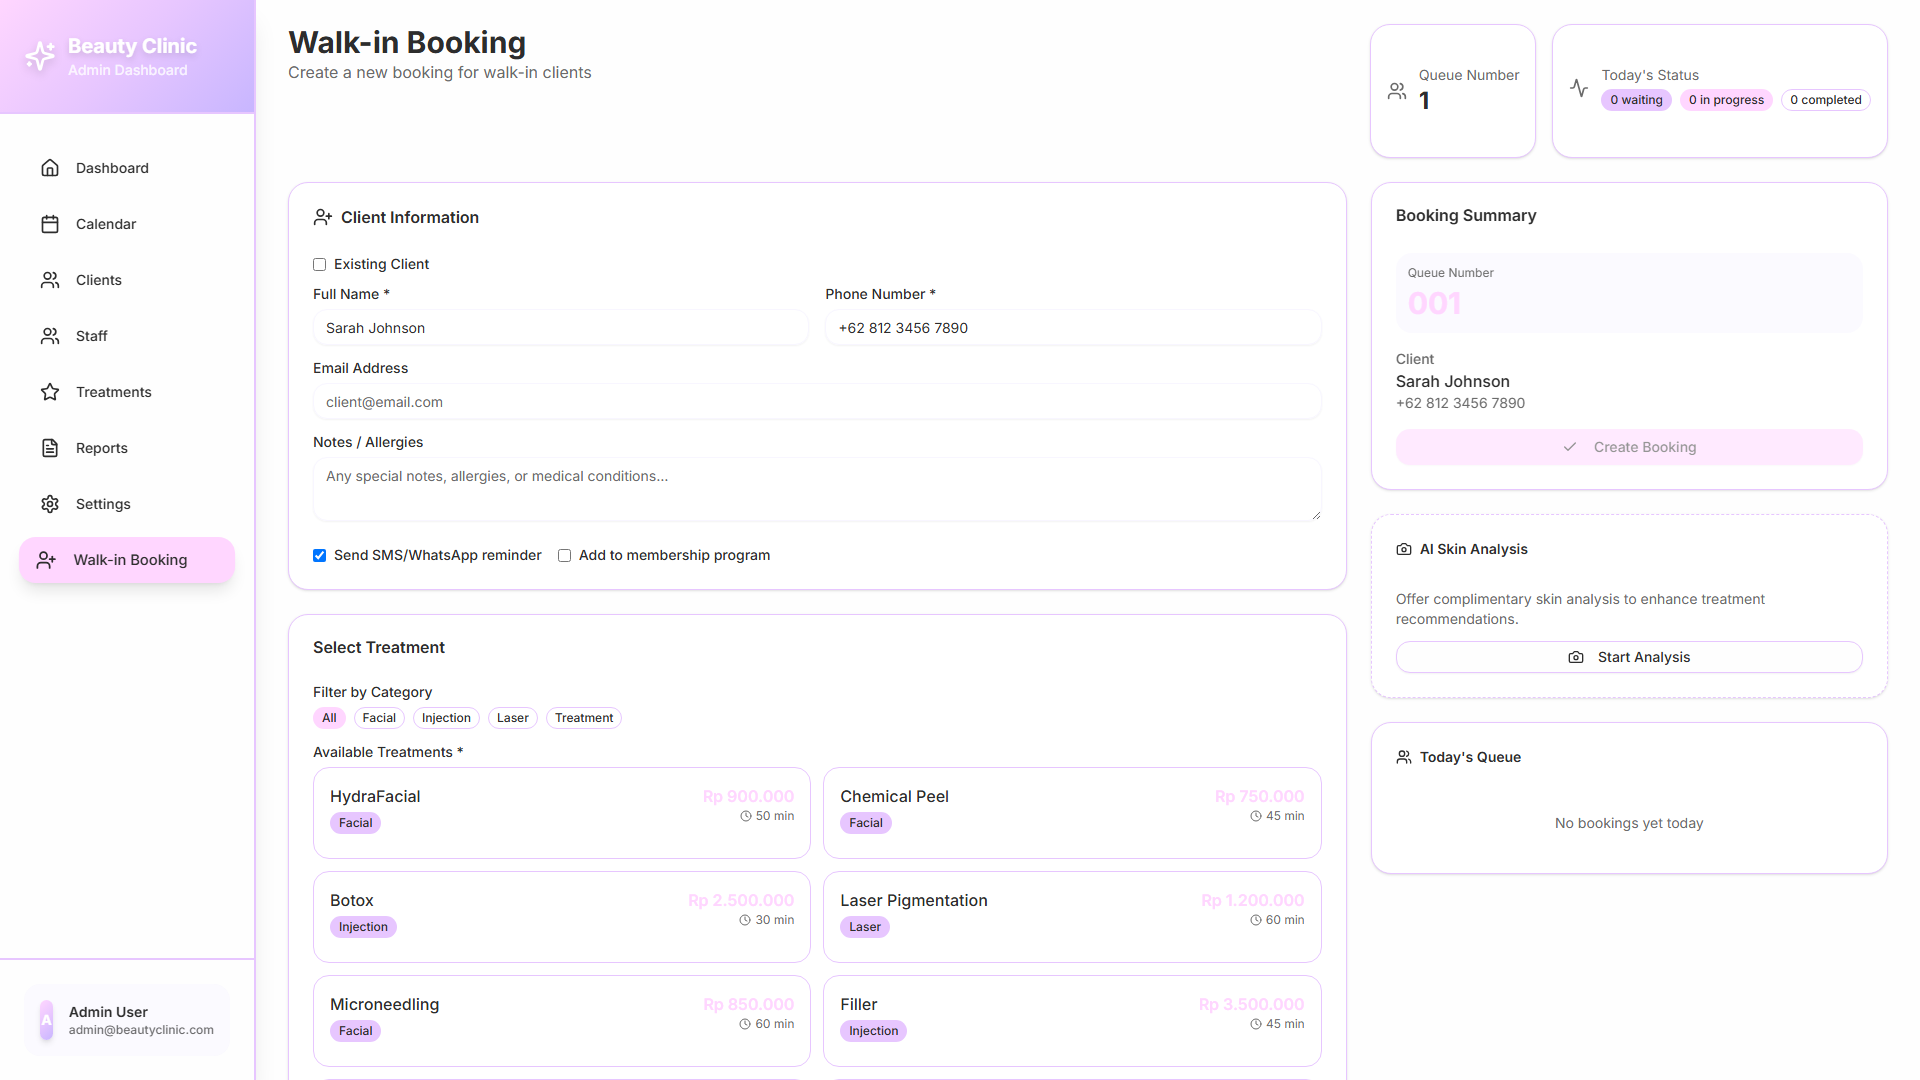 Beauty Clinic
Admin Dashboard
Dashboard
Calendar
Clients
Staff
Treatments
Reports
Settings
Walk-in Booking
A
Admin User
admin@beautyclinic.com
Walk-in Booking
Create a new booking for walk-in clients
Queue Number
1
Today's Status
0 waiting
0 in progress
0 completed
Client Information
Existing Client
Full Name *
Phone Number *
Sarah Johnson
+62 812 3456 7890
Email Address
client@email.com
Notes / Allergies
Any special notes, allergies, or medical conditions...
Send SMS/WhatsApp reminder
Add to membership program
Select Treatment
Filter by Category
All
Facial
Injection
Laser
Treatment
Available Treatments *
HydraFacial
Rp 900.000
Facial
50 min
Chemical Peel
Rp 750.000
Facial
45 min
Botox
Rp 2.500.000
Injection
30 min
Laser Pigmentation
Rp 1.200.000
Laser
60 min
Microneedling
Rp 850.000
Facial
60 min
Filler
Rp 3.500.000
Injection
45 min
Booking Summary
Queue Number
001
Client
Sarah Johnson
+62 812 3456 7890
Create Booking
AI Skin Analysis
Offer complimentary skin analysis to enhance treatment
recommendations.
Start Analysis
Today's Queue
No bookings yet today